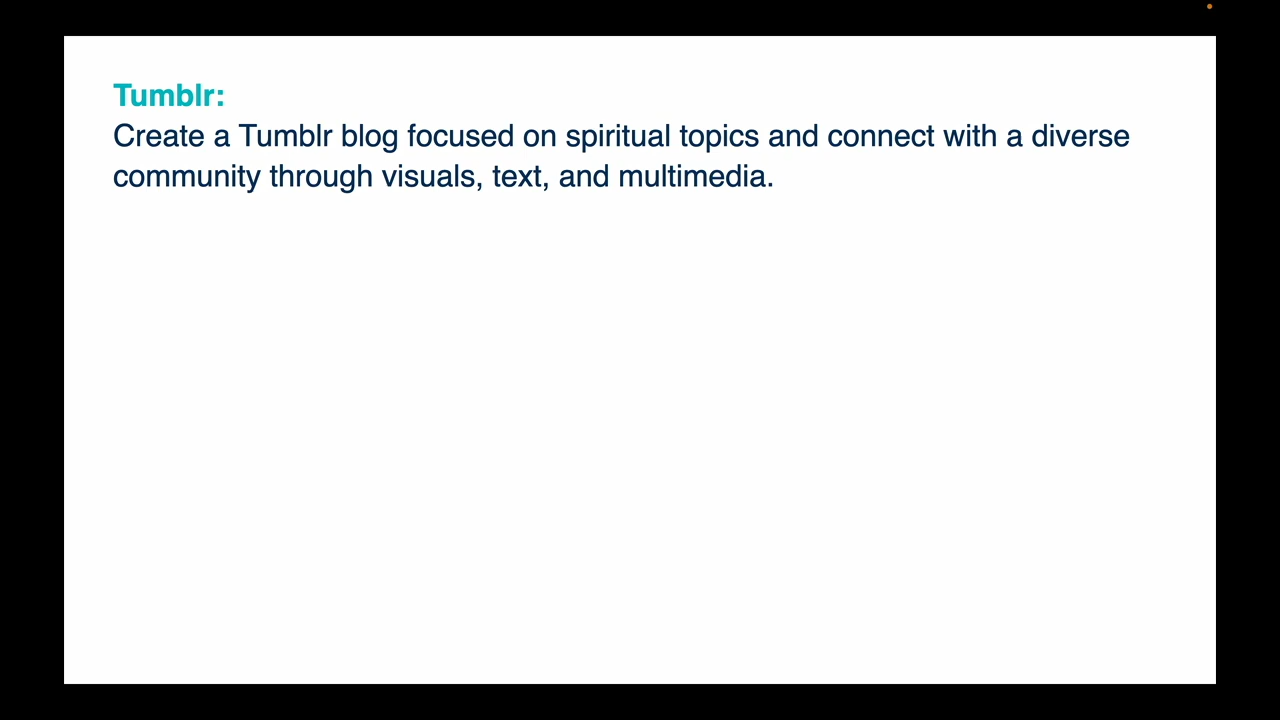 Tumblr:
Create a Tumblr blog focused on spiritual topics and connect with a diverse
community through visuals, text, and multimedia.